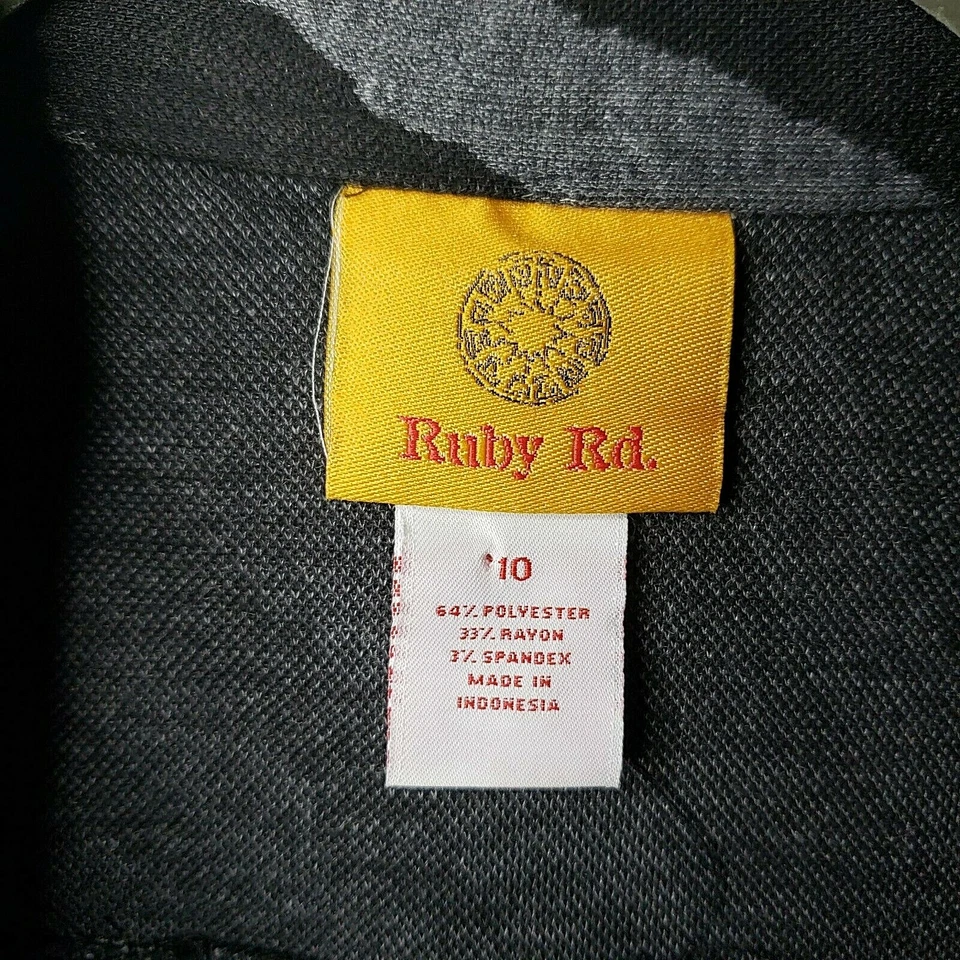 Ruby Rd.
10
64% POLYESTER
33% RAYON
3% SPANDEX
MADE IN
INDONESIA